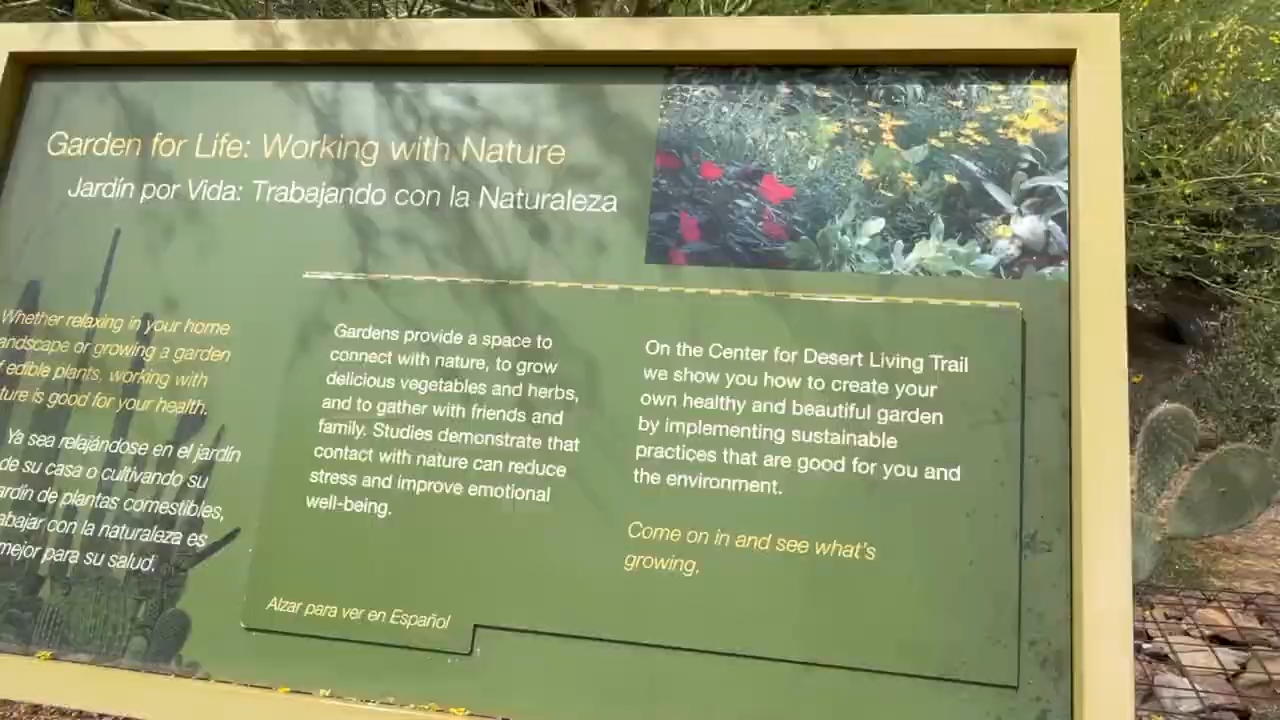 Garden for Life: Working with Nature
Jardín por Vida: Trabajando con la Naturaleza
Whether relaxing in your home
andscape or growing a garden
f edible plants, working with
ture is good for your health.
Ya sea relajándose en el jardín
de su casa o cultivando su
ardín de plantas comestibles,
abajar con la naturaleza es
mejor para su salud.
Gardens provide a space to
connect with nature, to grow
delicious vegetables and herbs,
and to gather with friends and
family. Studies demonstrate that
contact with nature can reduce
stress and improve emotional
well-being.
Alzar para ver en Español
On the Center for Desert Living Trail
we show you how to create your
own healthy and beautiful garden
by implementing sustainable
practices that are good for you and
the environment.
Come on in and see what's
growing,